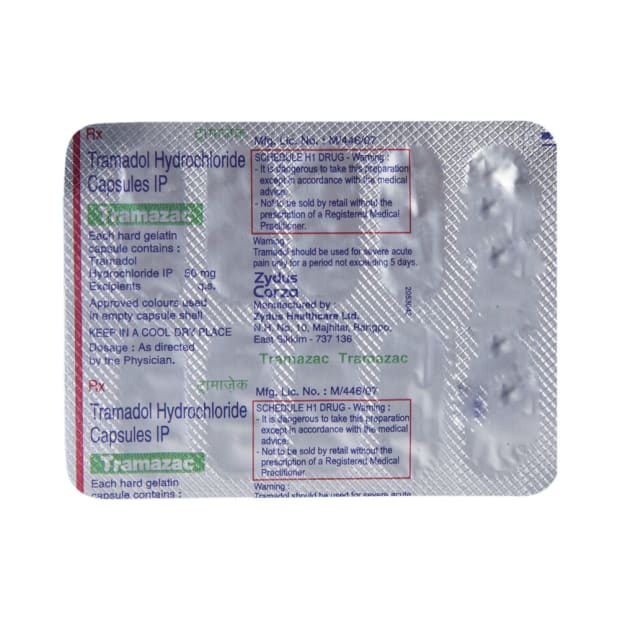 Rx टामाज़ेक
Tramadol Hydrochloride
Capsules IP
Tramazac
Each hard gelatin
capsule contains :
Tramadol
Hydrochloride IP 50 mg
Excipients q.s.
Approved colours used
in empty capsule shell
KEEP IN A COOL DRY PLACE
Dosage : As directed
by the Physician.
Mfg. Lic. No. : M/446/07
SCHEDULE H1 DRUG - Warning :
- It is dangerous to take this preparation
except in accordance with the medical
advice.
- Not to be sold by retail without the
prescription of a Registered Medical
Practitioner.
Warning :
Tramadol should be used for severe acute
pain only for a period not exceeding 5 days.
Zydus
Corza
Manufactured by :
Zydus Healthcare Ltd.
N.H. No. 10, Majhitar, Rangpo,
East Sikkim - 737 136
Tramazac Tramazac
Rx टामाज़ेक
Tramadol Hydrochloride
Capsules IP
Tramazac
Each hard gelatin
capsule contains :
Mfg. Lic. No. : M/446/07
SCHEDULE H1 DRUG - Warning :
- It is dangerous to take this preparation
except in accordance with the medical
advice.
- Not to be sold by retail without the
prescription of a Registered Medical
Practitioner.
Warning :
Tramadol should be used for severe acute